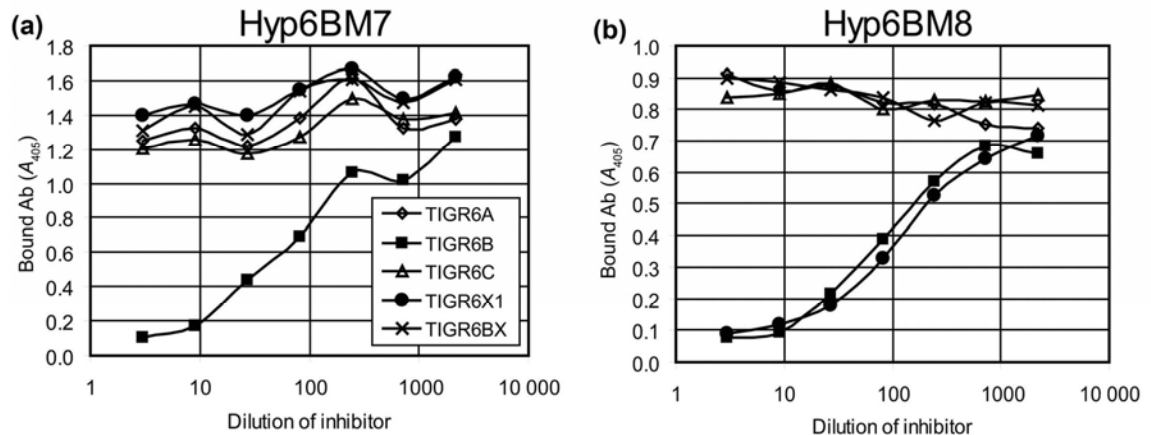 (a) Hyp6BM7
1.8
1.6
1.4
1.2
1.0
0.8
0.6
0.4
0.2
0.0
Bound Ab (A405)
TIGR6A
TIGR6B
TIGR6C
TIGR6X1
TIGR6BX
1 10 100 1000 10 000
Dilution of inhibitor
(b) Hyp6BM8
1.0
0.9
0.8
0.7
0.6
0.5
0.4
0.3
0.2
0.1
0.0
Bound Ab (A405)
1 10 100 1000 10 000
Dilution of inhibitor